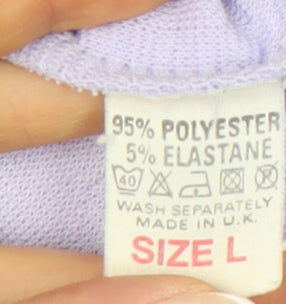 95% POLYESTER
5% ELASTANE
40
WASH SEPARATELY
MADE IN U.K.
SIZE L